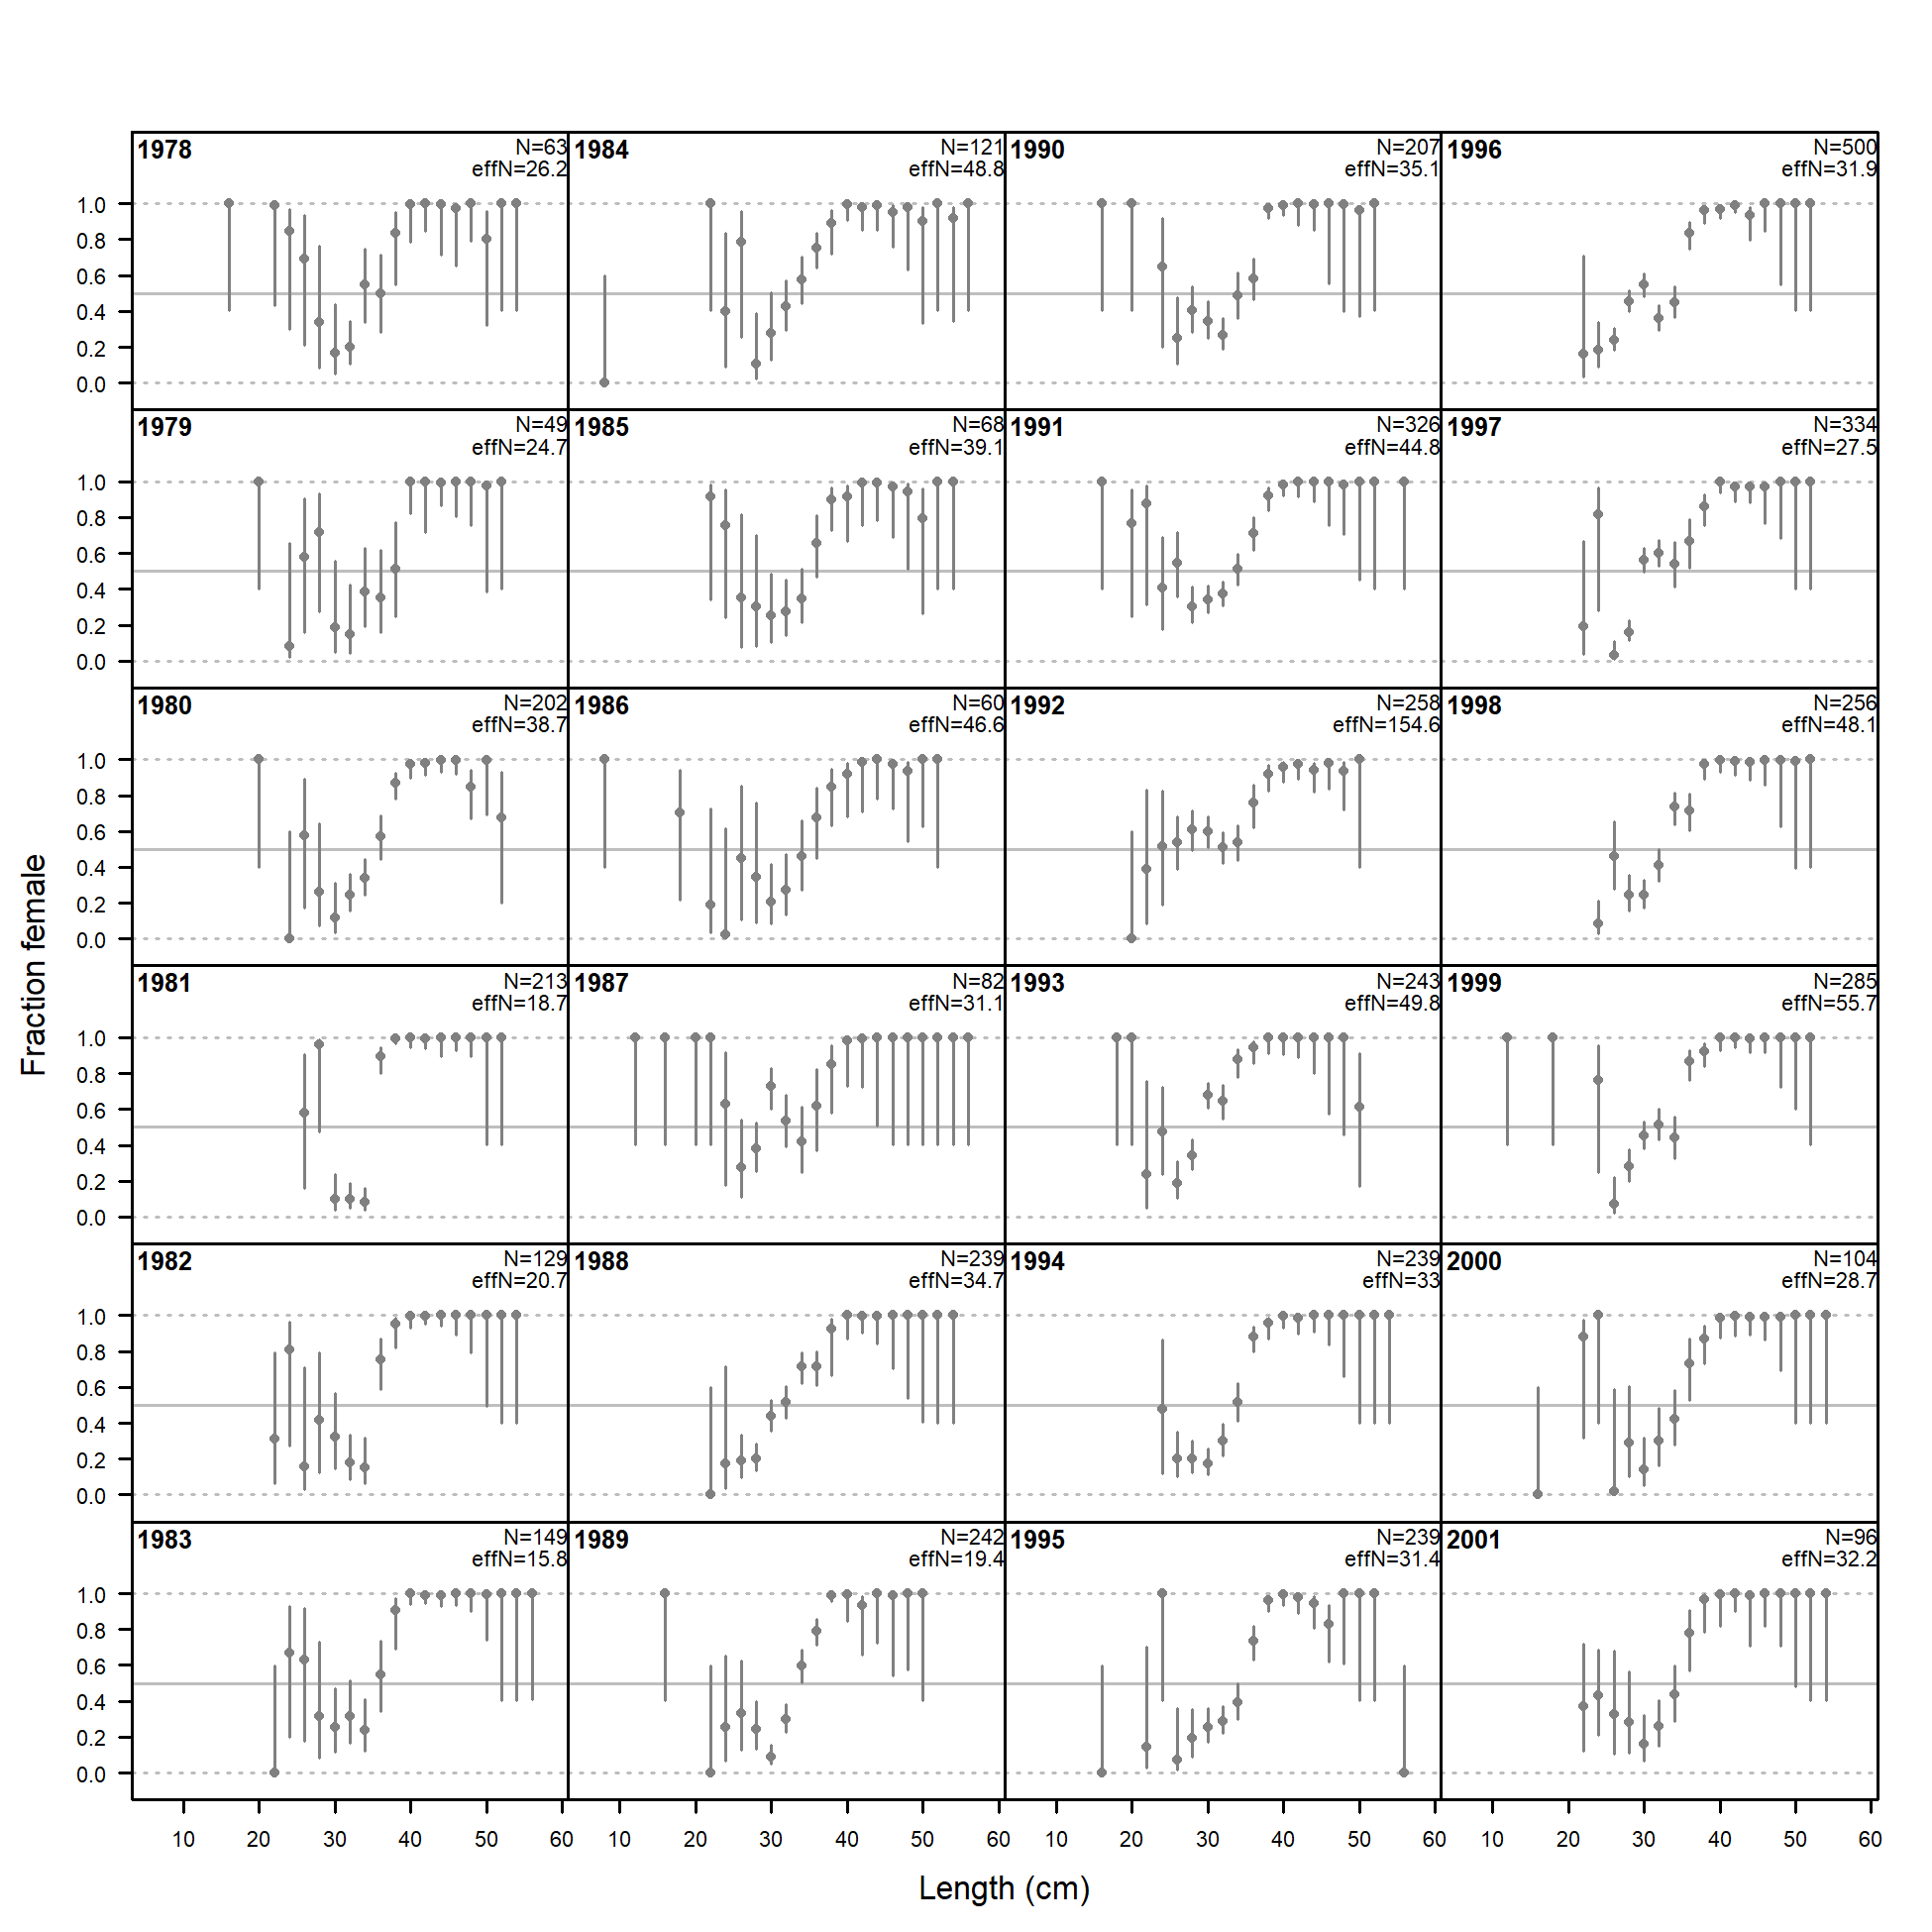 1978 N=63 1984 N=121 1990 N=207 1996 N=500
effN=26.2 effN=48.8 effN=35.1 effN=31.9
1.0
0.8
0.6
0.4
0.2
0.0
1979 N=49 1985 N=68 1991 N=326 1997 N=334
effN=24.7 effN=39.1 effN=44.8 effN=27.5
1.0
0.8
0.6
0.4
0.2
0.0
1980 N=202 1986 N=60 1992 N=258 1998 N=256
effN=38.7 effN=46.6 effN=154.6 effN=48.1
1.0
0.8
0.6
0.4
0.2
0.0
Fraction female
1981 N=213 1987 N=82 1993 N=243 1999 N=285
effN=18.7 effN=31.1 effN=49.8 effN=55.7
1.0
0.8
0.6
0.4
0.2
0.0
1982 N=129 1988 N=239 1994 N=239 2000 N=104
effN=20.7 effN=34.7 effN=33 effN=28.7
1.0
0.8
0.6
0.4
0.2
0.0
1983 N=149 1989 N=242 1995 N=239 2001 N=96
effN=15.8 effN=19.4 effN=31.4 effN=32.2
1.0
0.8
0.6
0.4
0.2
0.0
10 20 30 40 50 60 10 20 30 40 50 60 10 20 30 40 50 60 10 20 30 40 50 60
Length (cm)